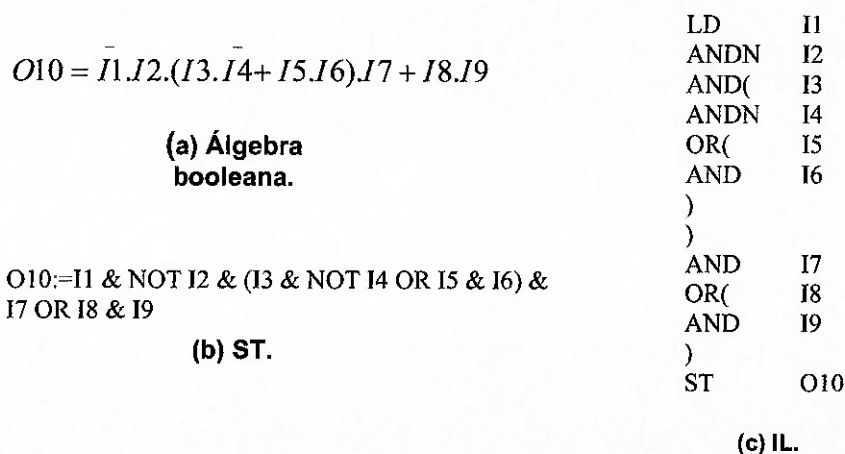 O10 = I̅1.I2.(I3.I̅4+ I5.I6).I7 + I8.I9
(a) Álgebra
booleana.
O10:=I1 & NOT I2 & (I3 & NOT I4 OR I5 & I6) &
I7 OR I8 & I9
(b) ST.
LD I1
ANDN I2
AND( I3
ANDN I4
OR( I5
AND I6
)
)
AND I7
OR( I8
AND I9
)
ST O10
(c) IL.